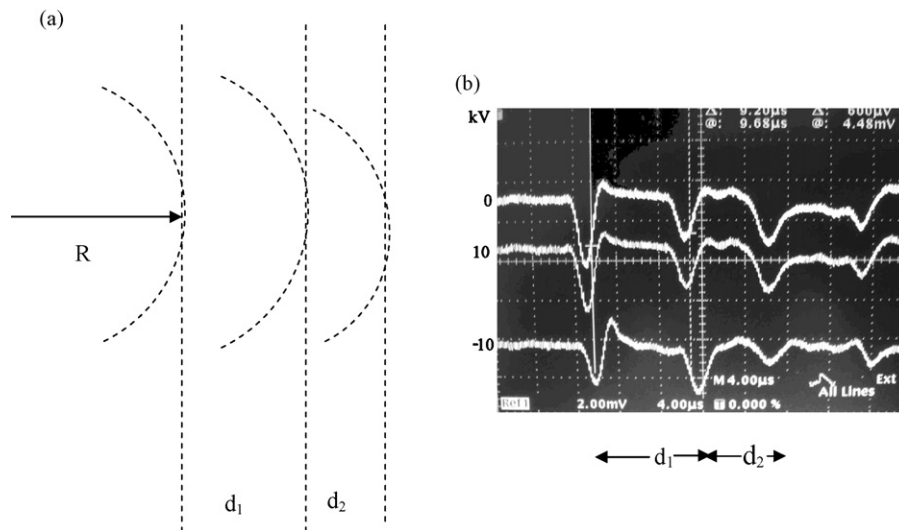 (a)
R
d1
d2
(b)
kV
0
10
-10
Δ: 9.20µs Δ: 600µV
@: 9.68µs @: 4.48mV
M 4.00µs
All Lines
Ext
Ref1 2.00mV 4.00µs T 0.000 %
d1 d2